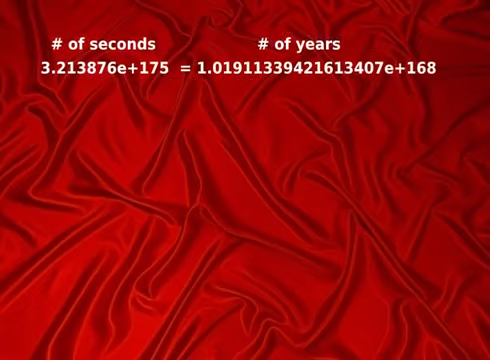 # of seconds # of years
3.213876e+175 = 1.01911339421613407e+168